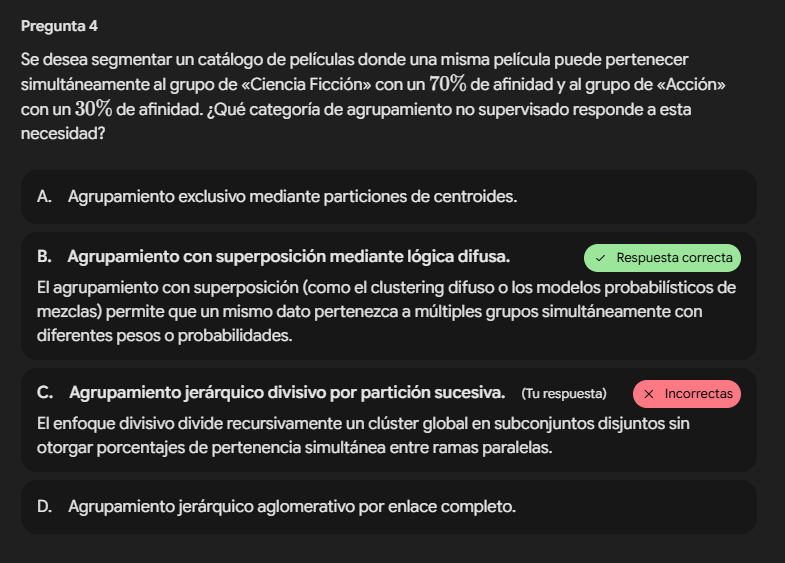 Pregunta 4
Se desea segmentar un catálogo de películas donde una misma película puede pertenecer
simultáneamente al grupo de «Ciencia Ficción» con un 70% de afinidad y al grupo de «Acción»
con un 30% de afinidad. ¿Qué categoría de agrupamiento no supervisado responde a esta
necesidad?
A. Agrupamiento exclusivo mediante particiones de centroides.
B. Agrupamiento con superposición mediante lógica difusa. Respuesta correcta
El agrupamiento con superposición (como el clustering difuso o los modelos probabilísticos de
mezclas) permite que un mismo dato pertenezca a múltiples grupos simultáneamente con
diferentes pesos o probabilidades.
C. Agrupamiento jerárquico divisivo por partición sucesiva. (Tu respuesta) Incorrectas
El enfoque divisivo divide recursivamente un clúster global en subconjuntos disjuntos sin
otorgar porcentajes de pertenencia simultánea entre ramas paralelas.
D. Agrupamiento jerárquico aglomerativo por enlace completo.